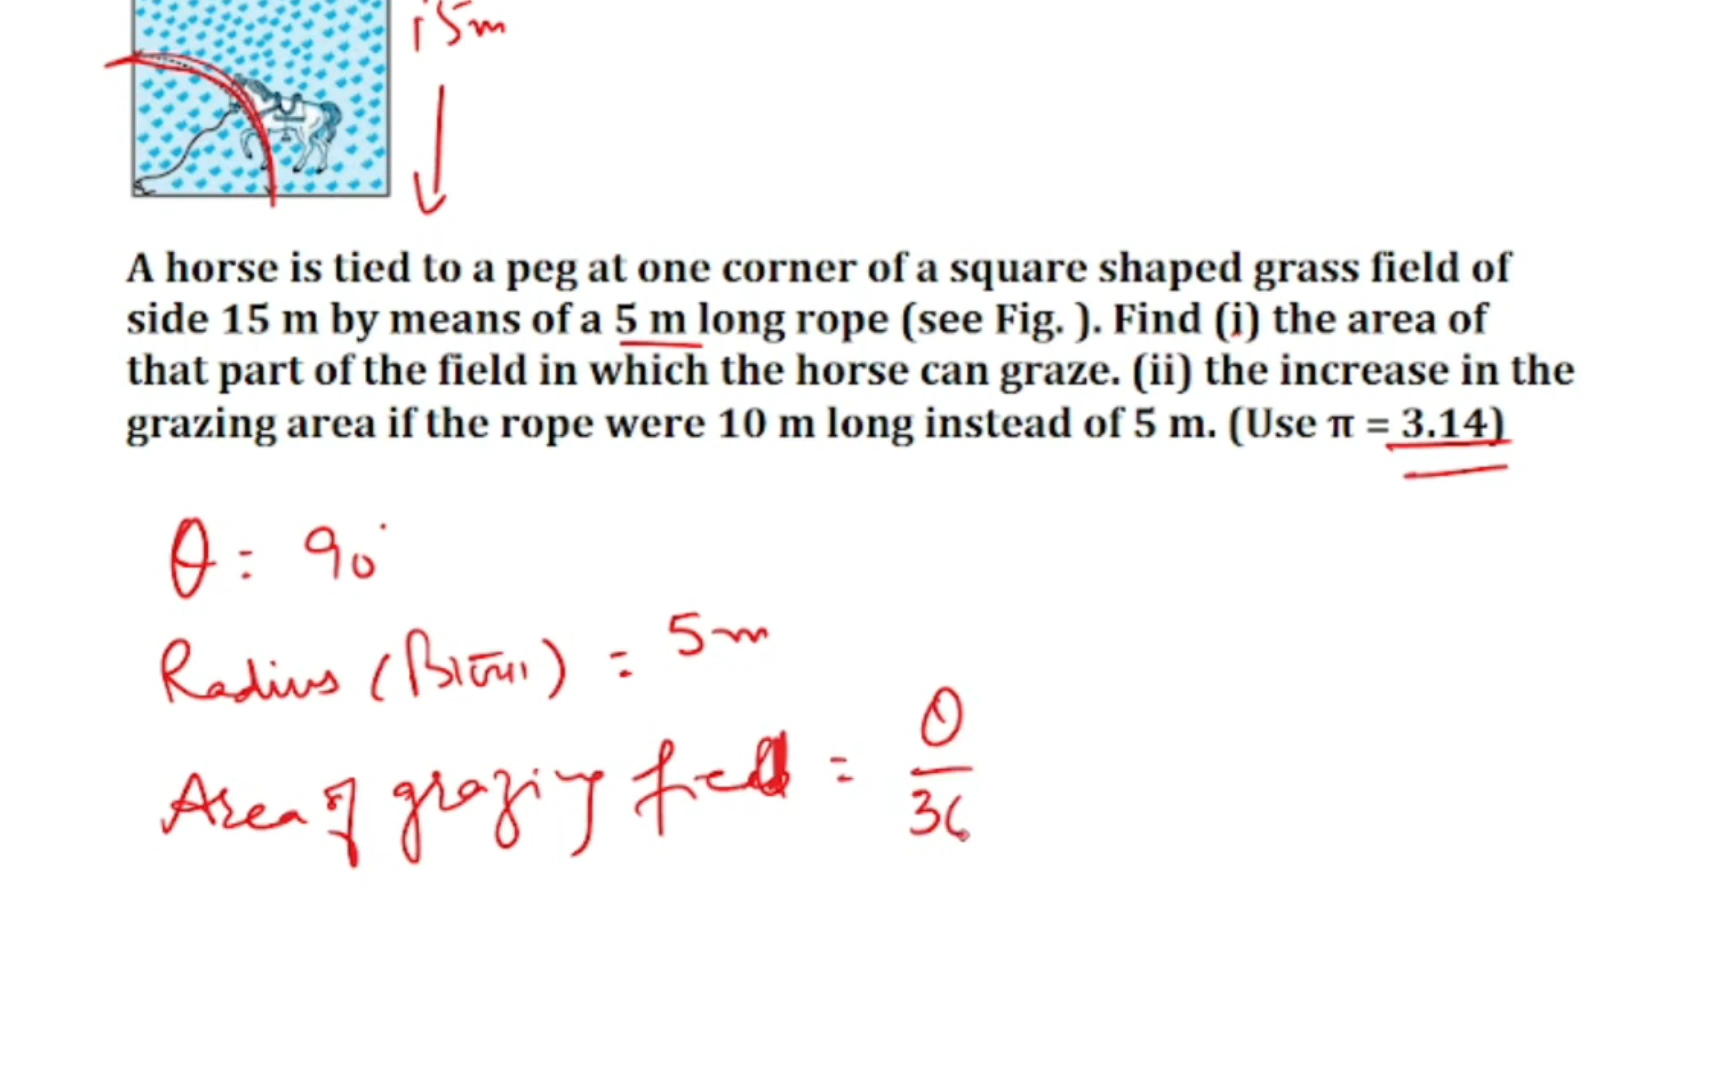 15m
A horse is tied to a peg at one corner of a square shaped grass field of
side 15 m by means of a 5 m long rope (see Fig. ). Find (i) the area of
that part of the field in which the horse can graze. (ii) the increase in the
grazing area if the rope were 10 m long instead of 5 m. (Use π = 3.14)
θ = 90°
Radius (त्रिज्या) = 5m
Area of grazing field = θ
36